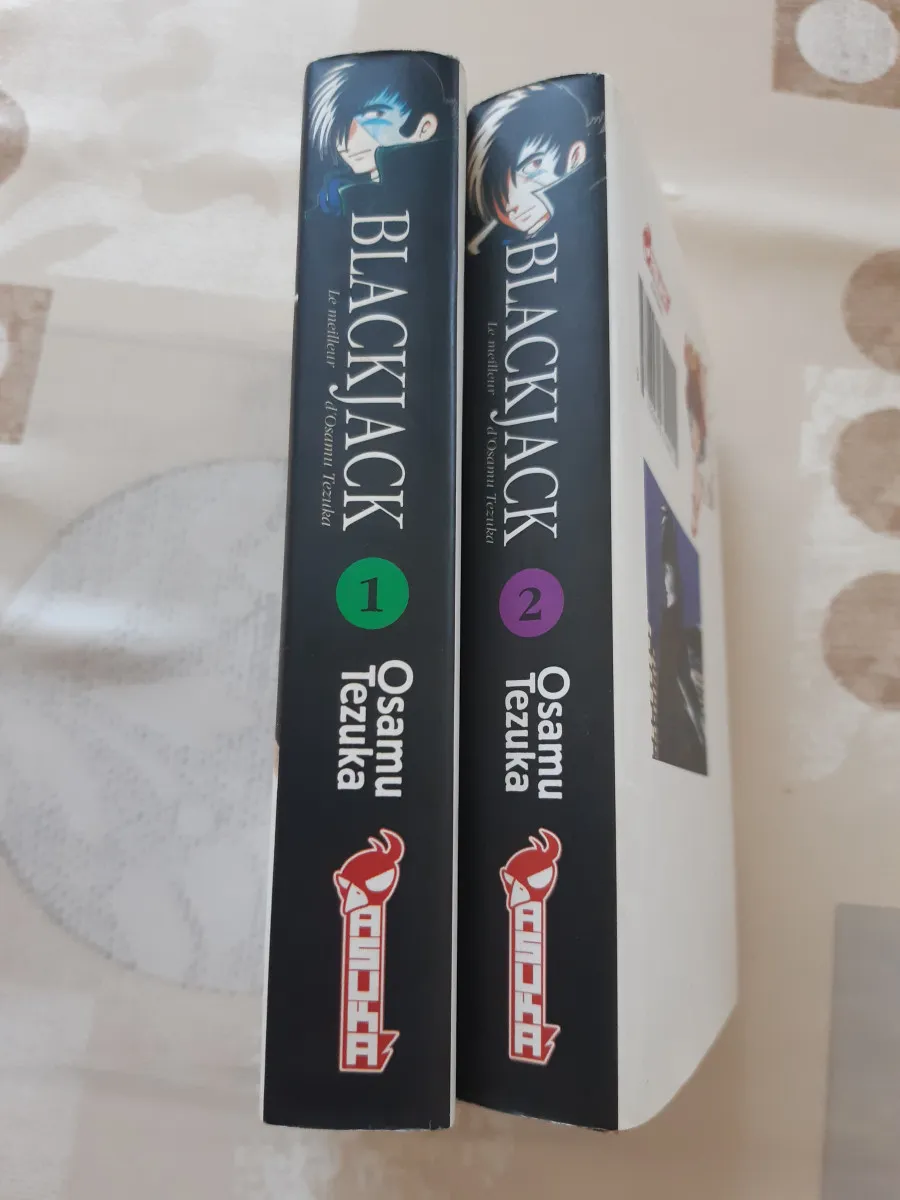 BLACKJACK
Le meilleur d'Osamu Tezuka
1
Osamu
Tezuka
ASUKA
BLACKJACK
Le meilleur d'Osamu Tezuka
2
Osamu
Tezuka
ASUKA